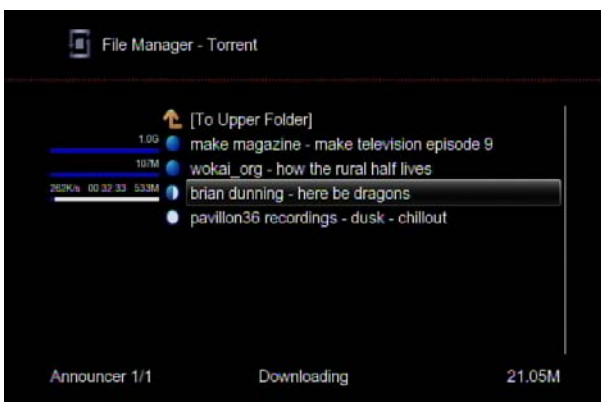 File Manager - Torrent
[To Upper Folder]
1.0G make magazine - make television episode 9
107M wokai_org - how the rural half lives
262K/s 00:32:33 533M brian dunning - here be dragons
pavillon36 recordings - dusk - chillout
Announcer 1/1 Downloading 21.05M